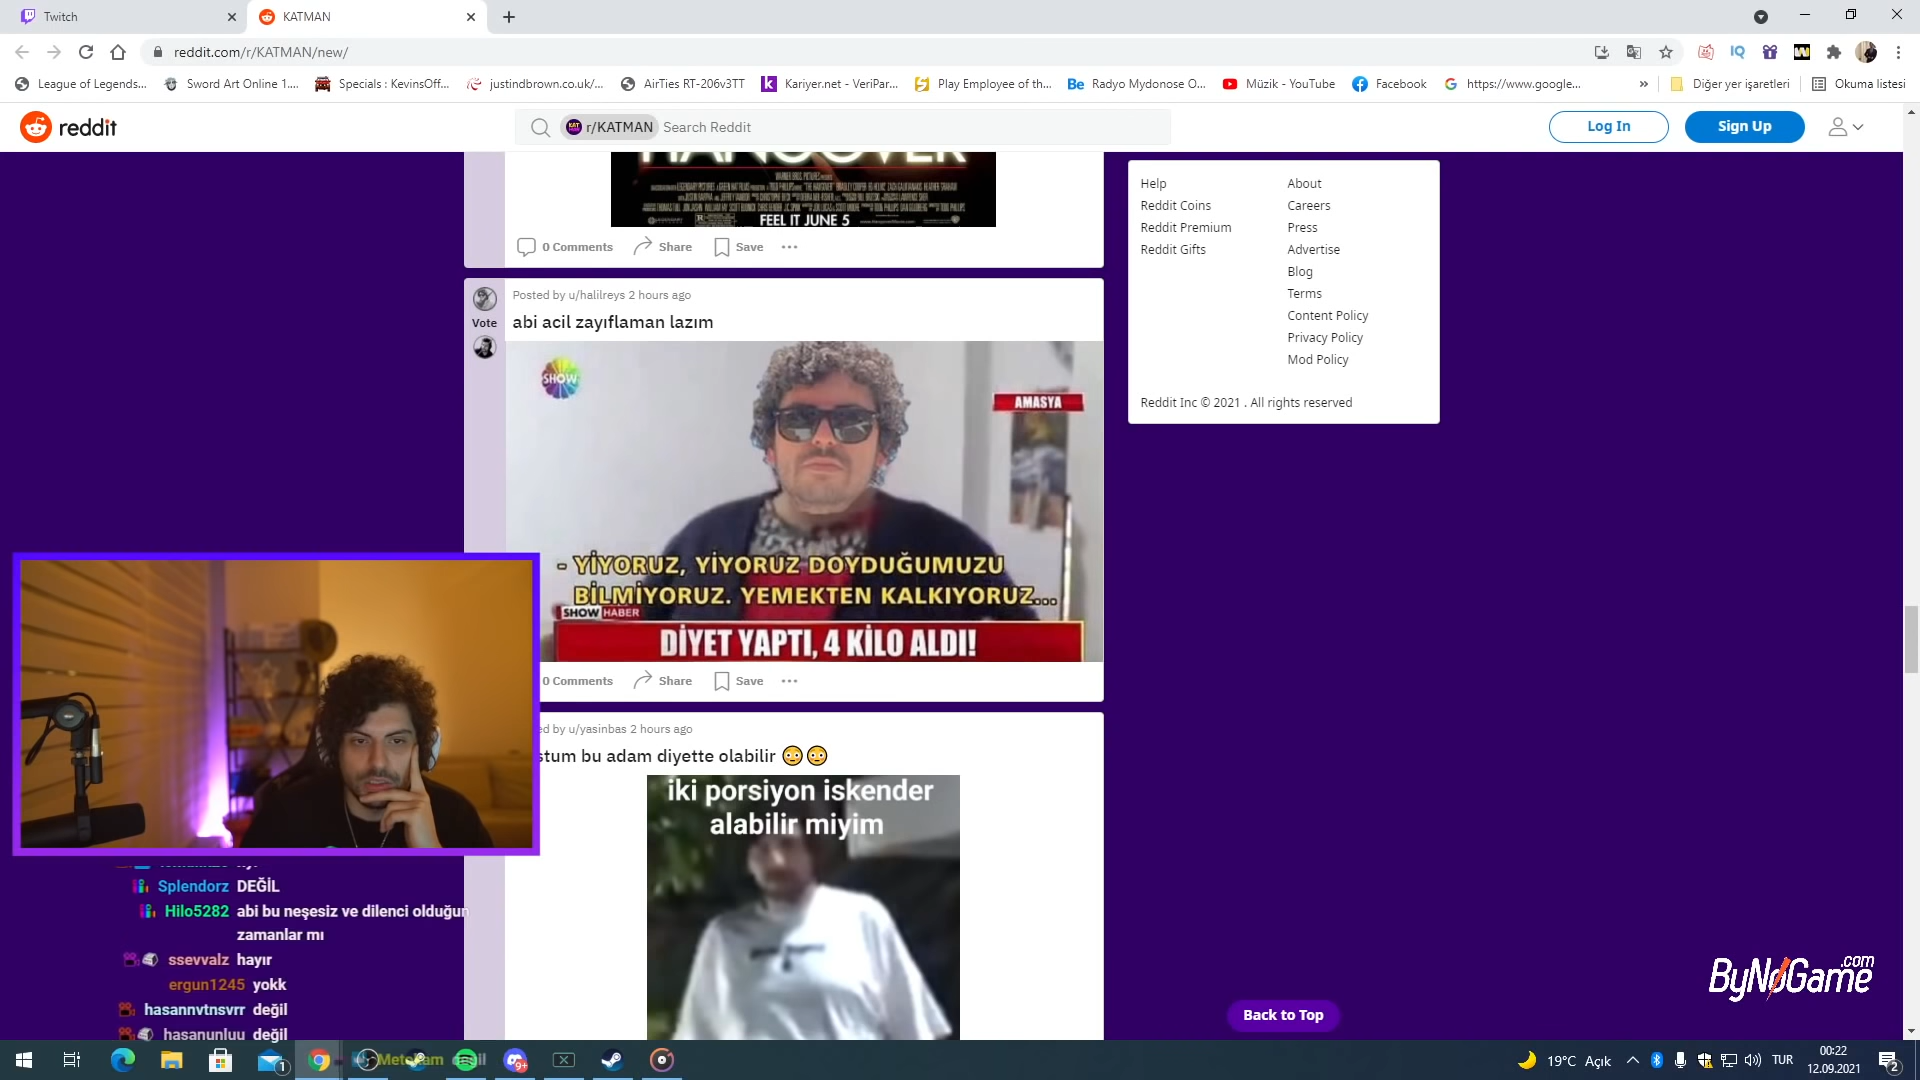 Twitch
KATMAN
reddit.com/r/KATMAN/new/
League of Legends...
Sword Art Online 1....
Specials : KevinsOff...
justindbrown.co.uk/...
AirTies RT-206v3TT
Kariyer.net - VeriPar...
Play Employee of th...
Radyo Mydonose O...
Müzik - YouTube
Facebook
https://www.google...
»
Diğer yer işaretleri
Okuma listesi
reddit
r/KATMAN
Search Reddit
Log In
Sign Up
HANGOVER
FEEL IT JUNE 5
0 Comments
Share
Save
Help
Reddit Coins
Reddit Premium
Reddit Gifts
About
Careers
Press
Advertise
Blog
Terms
Content Policy
Privacy Policy
Mod Policy
Reddit Inc © 2021 . All rights reserved
Posted by u/halilreys 2 hours ago
Vote
abi acil zayıflaman lazım
SHOW
AMASYA
- YİYORUZ, YİYORUZ DOYDUĞUMUZU
BİLMİYORUZ. YEMEKTEN KALKIYORUZ...
SHOW HABER
DİYET YAPTI, 4 KİLO ALDI!
0 Comments
Share
Save
ed by u/yasinbas 2 hours ago
stum bu adam diyette olabilir 😳😳
iki porsiyon iskender
alabilir miyim
Splendorz DEĞİL
Hilo5282 abi bu neşesiz ve dilenci olduğun
zamanlar mı
ssevvalz hayır
ergun1245 yokk
hasannvtnsvrr değil
hasanunluu değil
ByNoGame.com
Back to Top
1
9+
19°C Açık
TUR
00:22
12.09.2021
2